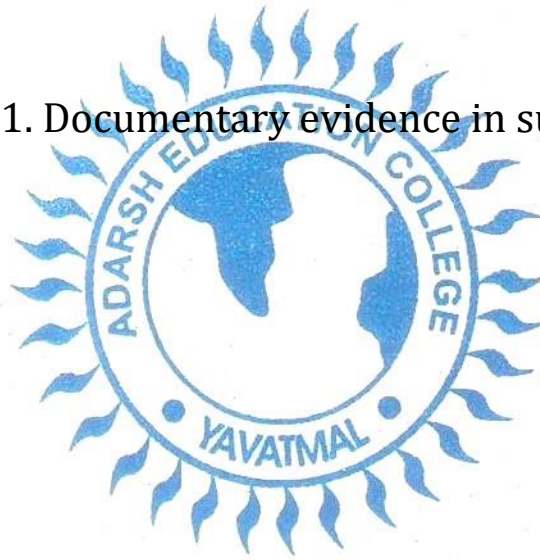 1. Documentary evidence in su
ADARSH EDUCATION COLLEGE
YAVATMAL